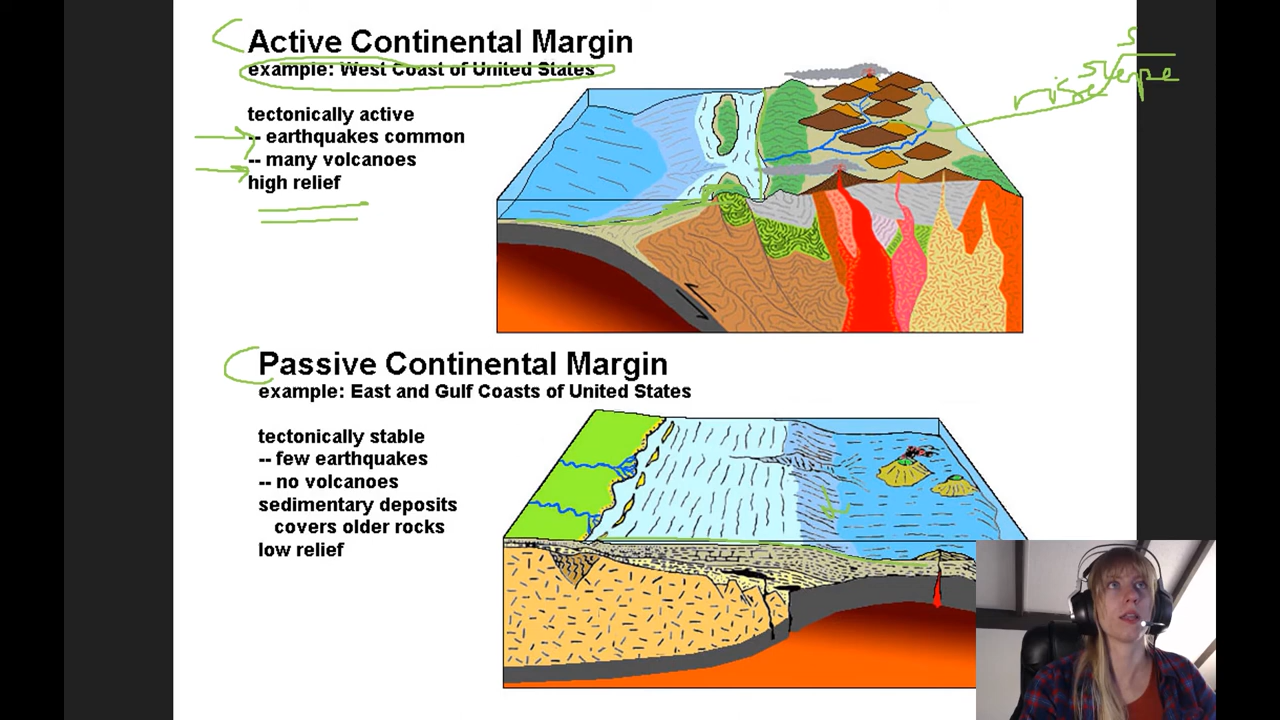 Active Continental Margin
example: West Coast of United States
tectonically active
-- earthquakes common
-- many volcanoes
high relief
rise
slope
s
Passive Continental Margin
example: East and Gulf Coasts of United States
tectonically stable
-- few earthquakes
-- no volcanoes
sedimentary deposits
covers older rocks
low relief